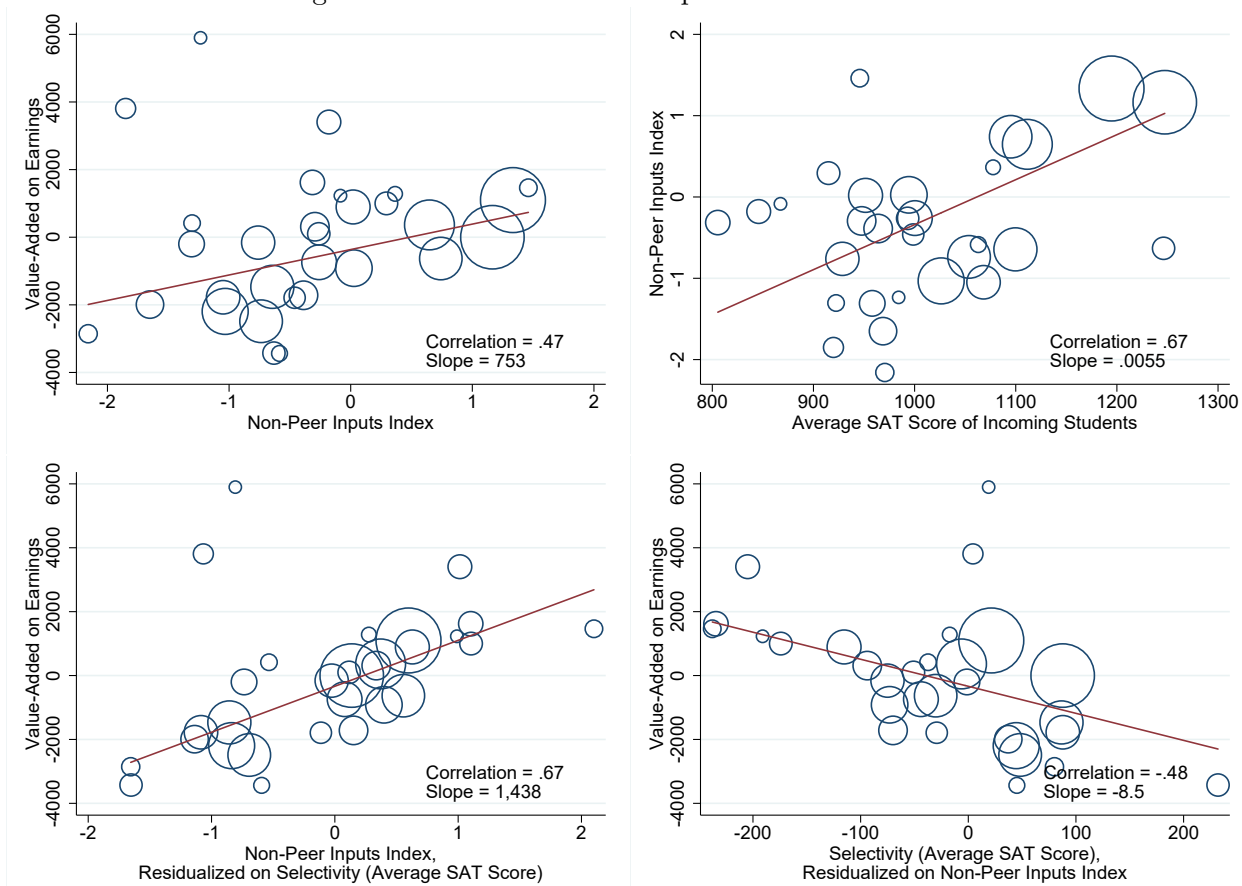 6000
4000
2000
0
-2000
-4000
Value-Added on Earnings
-2
-1
0
1
2
Non-Peer Inputs Index
Correlation = .47
Slope = 753
2
1
0
-1
-2
Non-Peer Inputs Index
800
900
1000
1100
1200
1300
Average SAT Score of Incoming Students
Correlation = .67
Slope = .0055
6000
4000
2000
0
-2000
-4000
Value-Added on Earnings
-2
-1
0
1
2
Non-Peer Inputs Index,
Residualized on Selectivity (Average SAT Score)
Correlation = .67
Slope = 1,438
6000
4000
2000
0
-2000
-4000
Value-Added on Earnings
-200
-100
0
100
200
Selectivity (Average SAT Score),
Residualized on Non-Peer Inputs Index
Correlation = -.48
Slope = -8.5